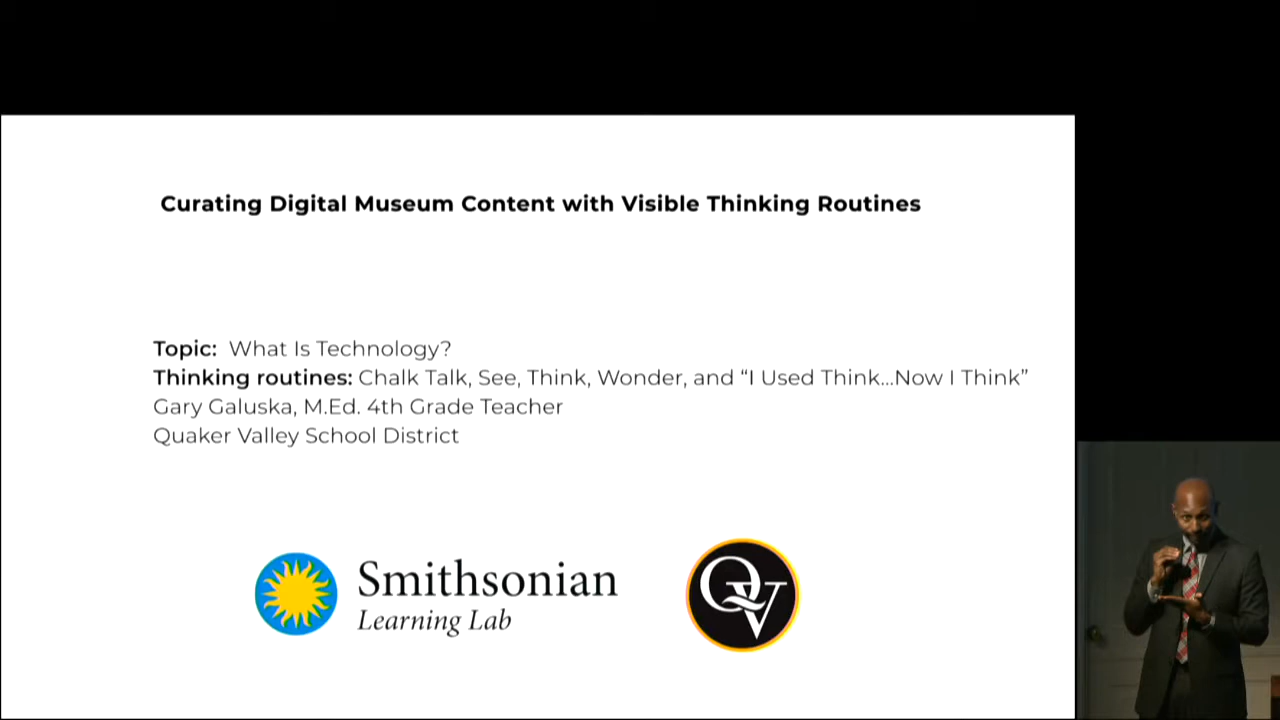 Curating Digital Museum Content with Visible Thinking Routines
Topic: What Is Technology?
Thinking routines: Chalk Talk, See, Think, Wonder, and “I Used Think...Now I Think”
Gary Galuska, M.Ed. 4th Grade Teacher
Quaker Valley School District
Smithsonian
Learning Lab
QV